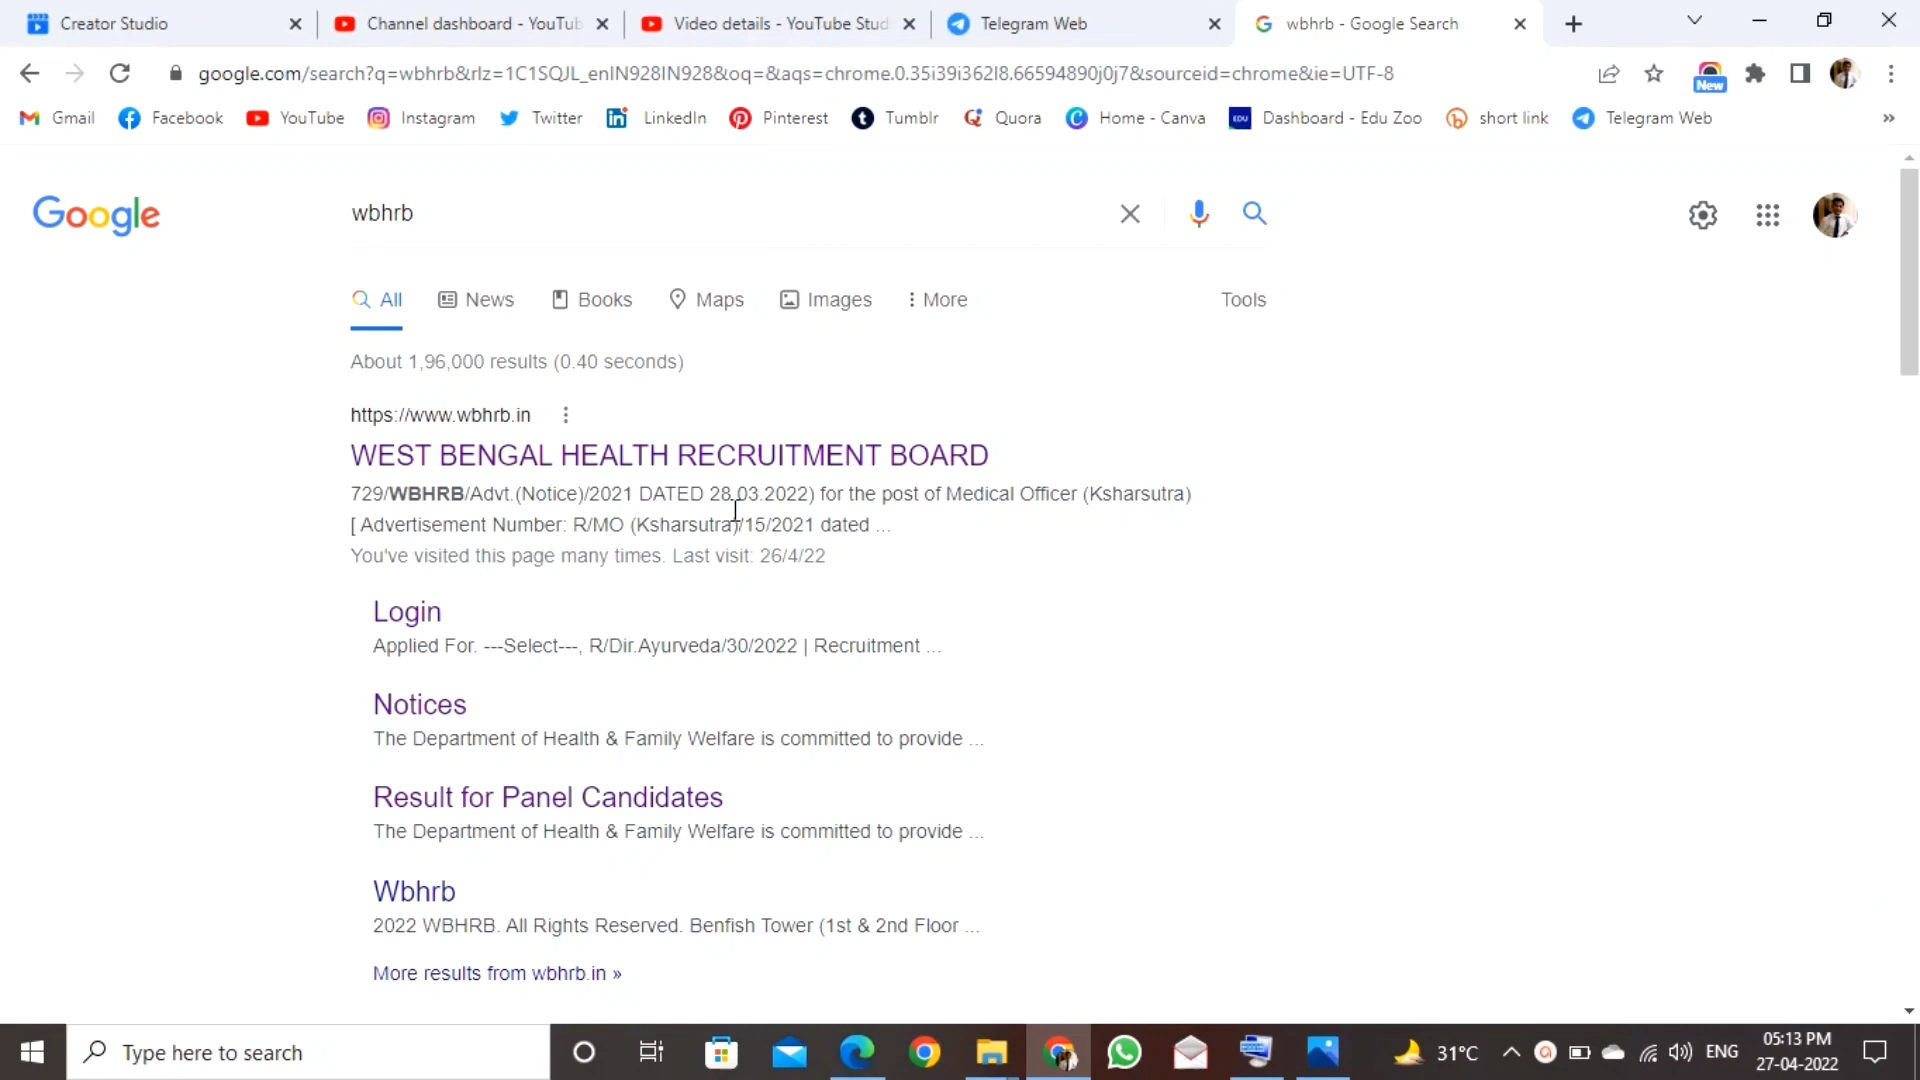 Creator Studio
Channel dashboard - YouTub
Video details - YouTube Stud
Telegram Web
wbhrb - Google Search
google.com/search?q=wbhrb&rlz=1C1SQJL_enIN928IN928&oq=&aqs=chrome.0.35i39i362l8.66594890j0j7&sourceid=chrome&ie=UTF-8
New
Gmail
Facebook
YouTube
Instagram
Twitter
LinkedIn
Pinterest
Tumblr
Quora
Home - Canva
EDU
Dashboard - Edu Zoo
short link
Telegram Web
»
Google
wbhrb
All
News
Books
Maps
Images
More
Tools
About 1,96,000 results (0.40 seconds)
https://www.wbhrb.in
WEST BENGAL HEALTH RECRUITMENT BOARD
729/WBHRB/Advt.(Notice)/2021 DATED 28.03.2022) for the post of Medical Officer (Ksharsutra)
[ Advertisement Number: R/MO (Ksharsutra)/15/2021 dated ...
You've visited this page many times. Last visit: 26/4/22
Login
Applied For. ---Select---, R/Dir.Ayurveda/30/2022 | Recruitment ...
Notices
The Department of Health & Family Welfare is committed to provide ...
Result for Panel Candidates
The Department of Health & Family Welfare is committed to provide ...
Wbhrb
2022 WBHRB. All Rights Reserved. Benfish Tower (1st & 2nd Floor ...
More results from wbhrb.in »
Type here to search
31°C
ENG
05:13 PM
27-04-2022